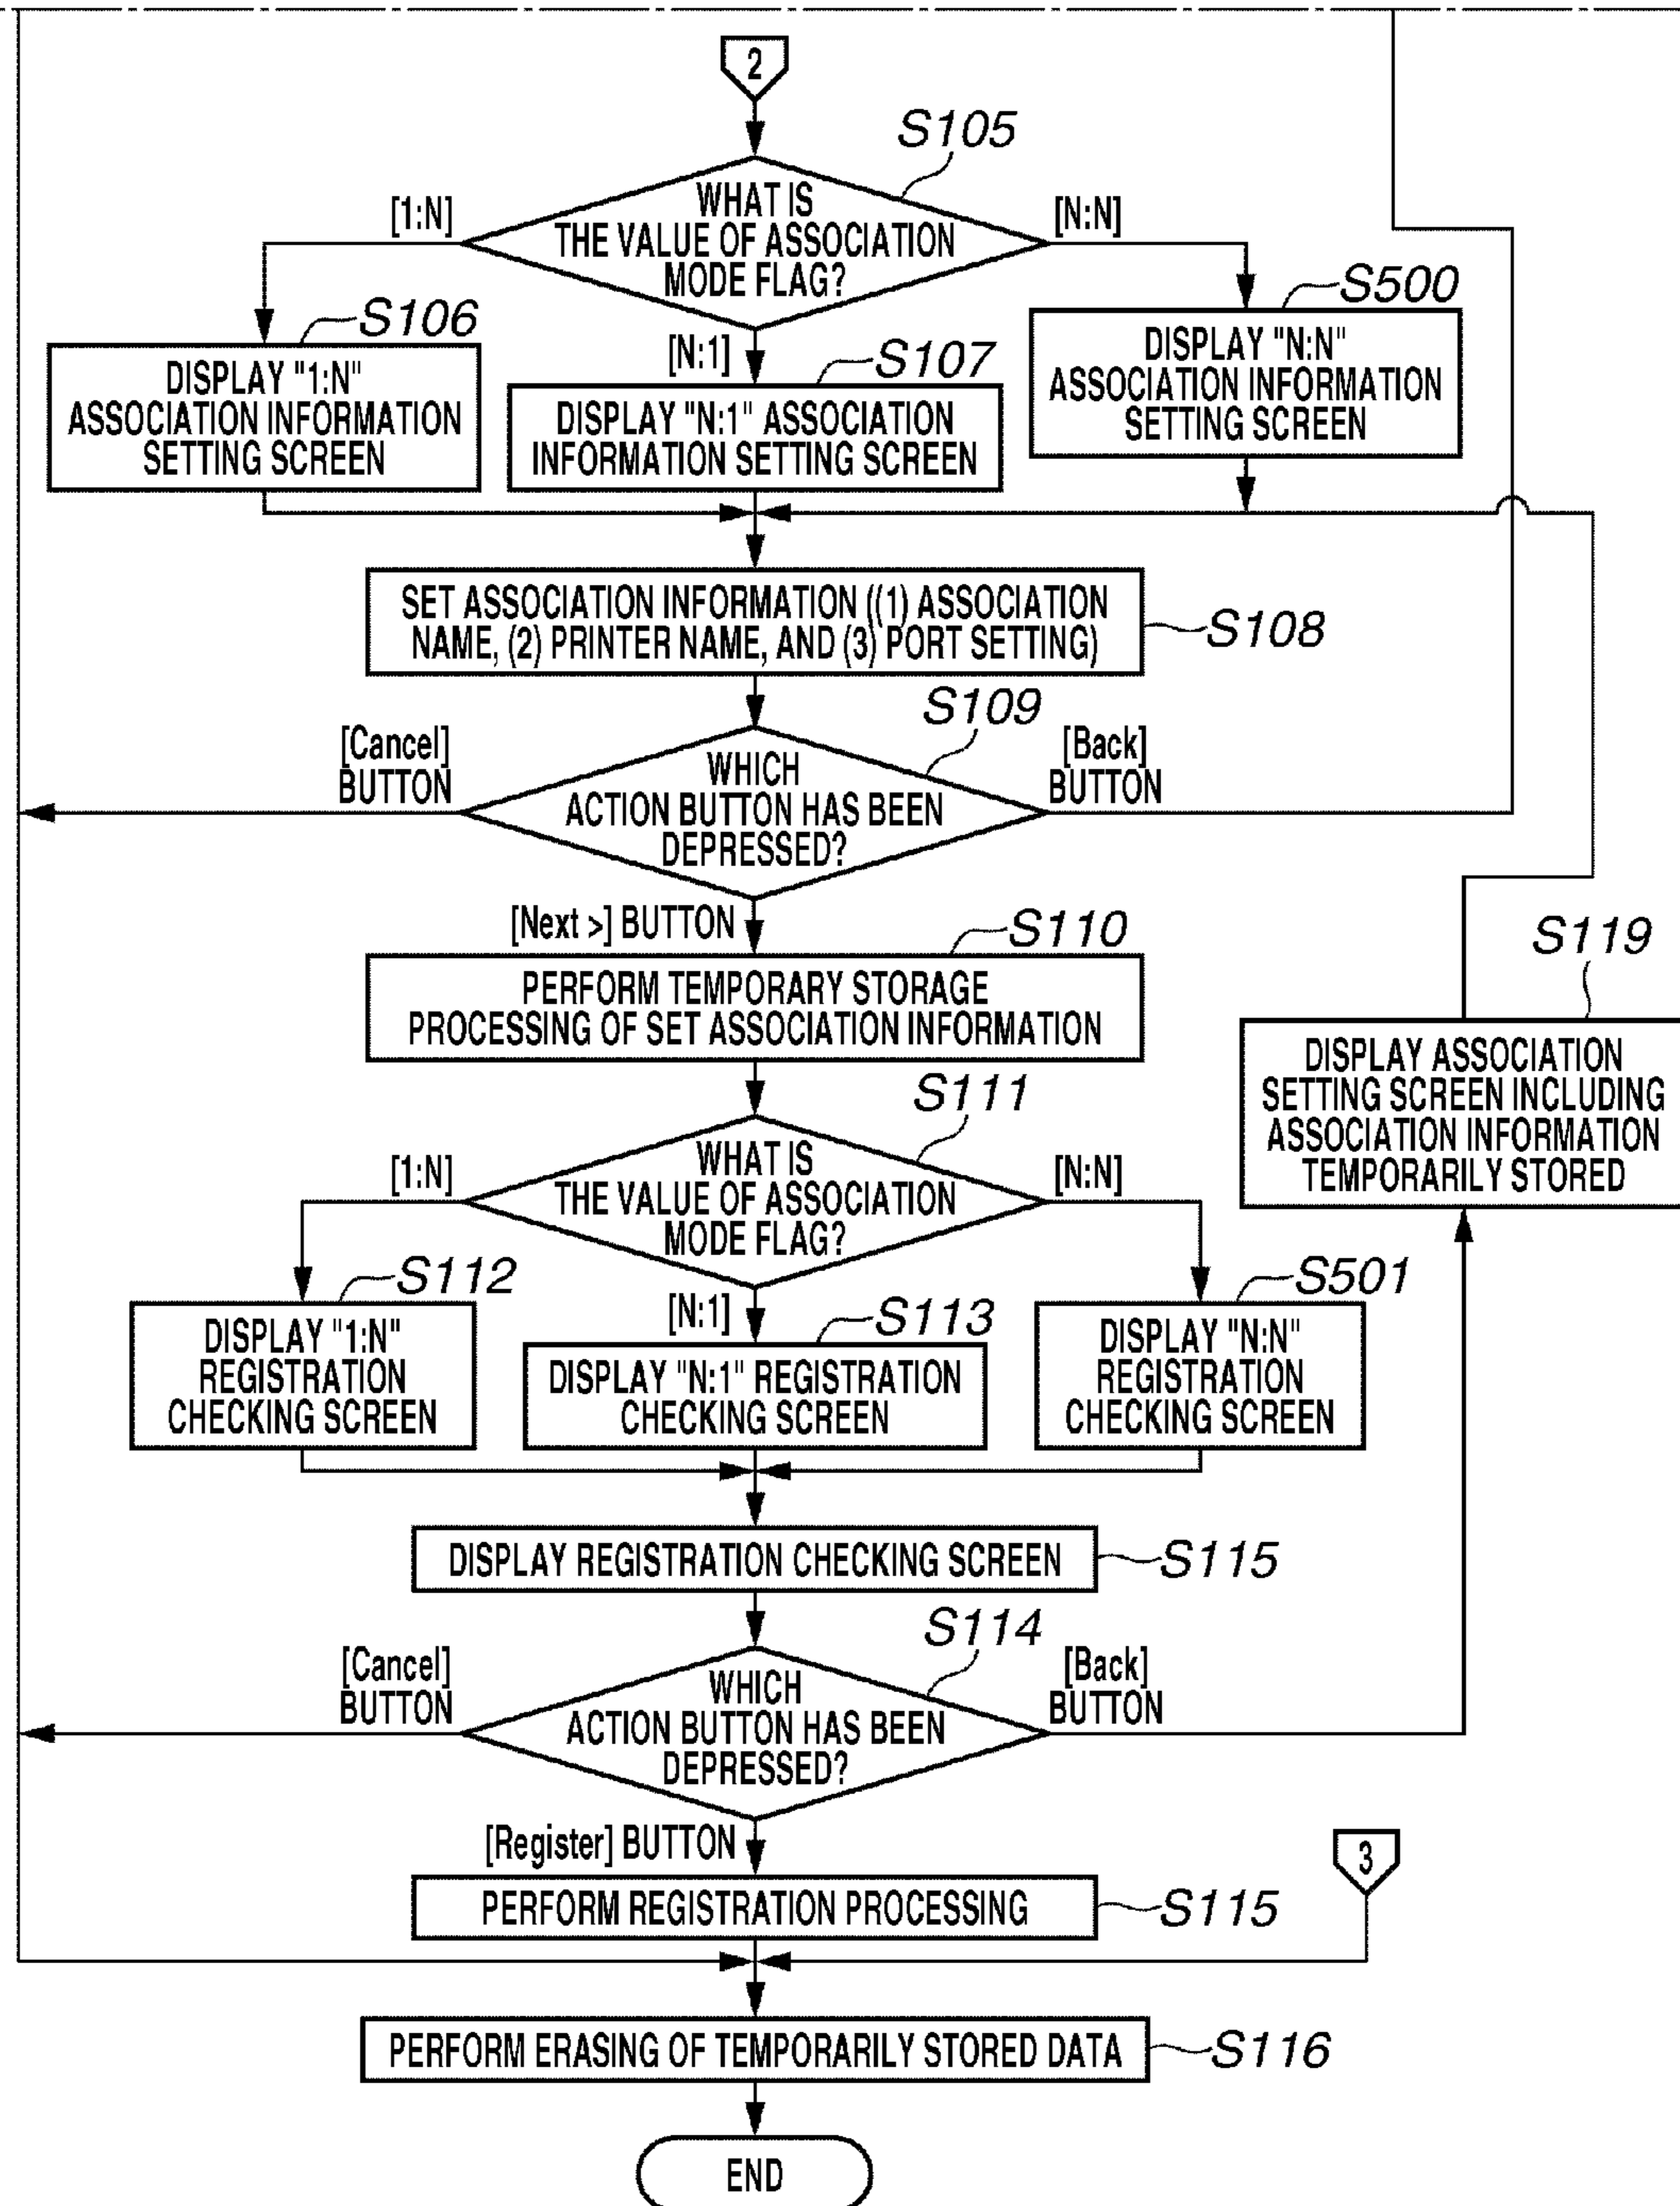 2
S105
WHAT IS
THE VALUE OF ASSOCIATION
MODE FLAG?
[1:N]
[N:N]
[N:1]
S106
DISPLAY "1:N"
ASSOCIATION INFORMATION
SETTING SCREEN
S107
DISPLAY "N:1" ASSOCIATION
INFORMATION SETTING SCREEN
S500
DISPLAY "N:N"
ASSOCIATION INFORMATION
SETTING SCREEN
SET ASSOCIATION INFORMATION ((1) ASSOCIATION
NAME, (2) PRINTER NAME, AND (3) PORT SETTING)
S108
S109
[Cancel]
BUTTON
WHICH
ACTION BUTTON HAS BEEN
DEPRESSED?
[Back]
BUTTON
[Next >] BUTTON
S110
PERFORM TEMPORARY STORAGE
PROCESSING OF SET ASSOCIATION INFORMATION
S119
DISPLAY ASSOCIATION
SETTING SCREEN INCLUDING
ASSOCIATION INFORMATION
TEMPORARILY STORED
S111
WHAT IS
THE VALUE OF ASSOCIATION
MODE FLAG?
[1:N]
[N:N]
[N:1]
S112
DISPLAY "1:N"
REGISTRATION
CHECKING SCREEN
S113
DISPLAY "N:1" REGISTRATION
CHECKING SCREEN
S501
DISPLAY "N:N"
REGISTRATION
CHECKING SCREEN
DISPLAY REGISTRATION CHECKING SCREEN
S115
S114
[Cancel]
BUTTON
WHICH
ACTION BUTTON HAS BEEN
DEPRESSED?
[Back]
BUTTON
[Register] BUTTON
PERFORM REGISTRATION PROCESSING
S115
3
PERFORM ERASING OF TEMPORARILY STORED DATA
S116
END